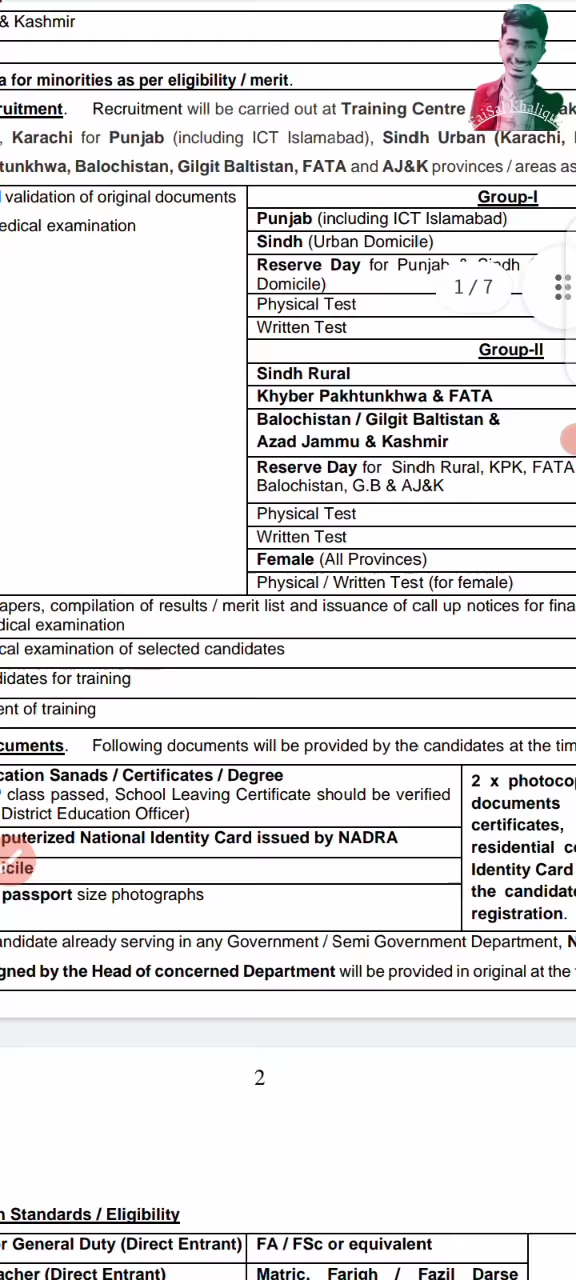 & Kashmir
a for minorities as per eligibility / merit.
ruitment. Recruitment will be carried out at Training Centre
FaiSal Khalique
, Karachi for Punjab (including ICT Islamabad), Sindh Urban (Karachi,
tunkhwa, Balochistan, Gilgit Baltistan, FATA and AJ&K provinces / areas as
validation of original documents
edical examination
Group-I
Punjab (including ICT Islamabad)
Sindh (Urban Domicile)
Reserve Day for Punjab & Sindh
Domicile)
1 / 7
Physical Test
Written Test
Group-II
Sindh Rural
Khyber Pakhtunkhwa & FATA
Balochistan / Gilgit Baltistan &
Azad Jammu & Kashmir
Reserve Day for Sindh Rural, KPK, FATA
Balochistan, G.B & AJ&K
Physical Test
Written Test
Female (All Provinces)
Physical / Written Test (for female)
apers, compilation of results / merit list and issuance of call up notices for fina
dical examination
cal examination of selected candidates
didates for training
ent of training
cuments. Following documents will be provided by the candidates at the tim
cation Sanads / Certificates / Degree
class passed, School Leaving Certificate should be verified
District Education Officer)
puterized National Identity Card issued by NADRA
icile
passport size photographs
2 x photocop
documents
certificates,
residential ce
Identity Card
the candidate
registration.
andidate already serving in any Government / Semi Government Department, N
gned by the Head of concerned Department will be provided in original at the
2
n Standards / Eligibility
r General Duty (Direct Entrant)
FA / FSc or equivalent
acher (Direct Entrant)
Matric, Farigh / Fazil Darse